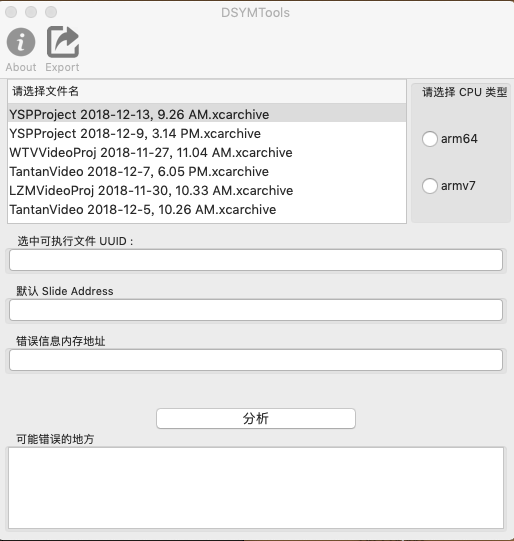 DSYMTools
About Export
请选择文件名
请选择 CPU 类型
YSPProject 2018-12-13, 9.26 AM.xcarchive
YSPProject 2018-12-9, 3.14 PM.xcarchive
WTVVideoProj 2018-11-27, 11.04 AM.xcarchive
TantanVideo 2018-12-7, 6.05 PM.xcarchive
LZMVideoProj 2018-11-30, 10.33 AM.xcarchive
TantanVideo 2018-12-5, 10.26 AM.xcarchive
arm64
armv7
选中可执行文件 UUID：
默认 Slide Address
错误信息内存地址
分析
可能错误的地方